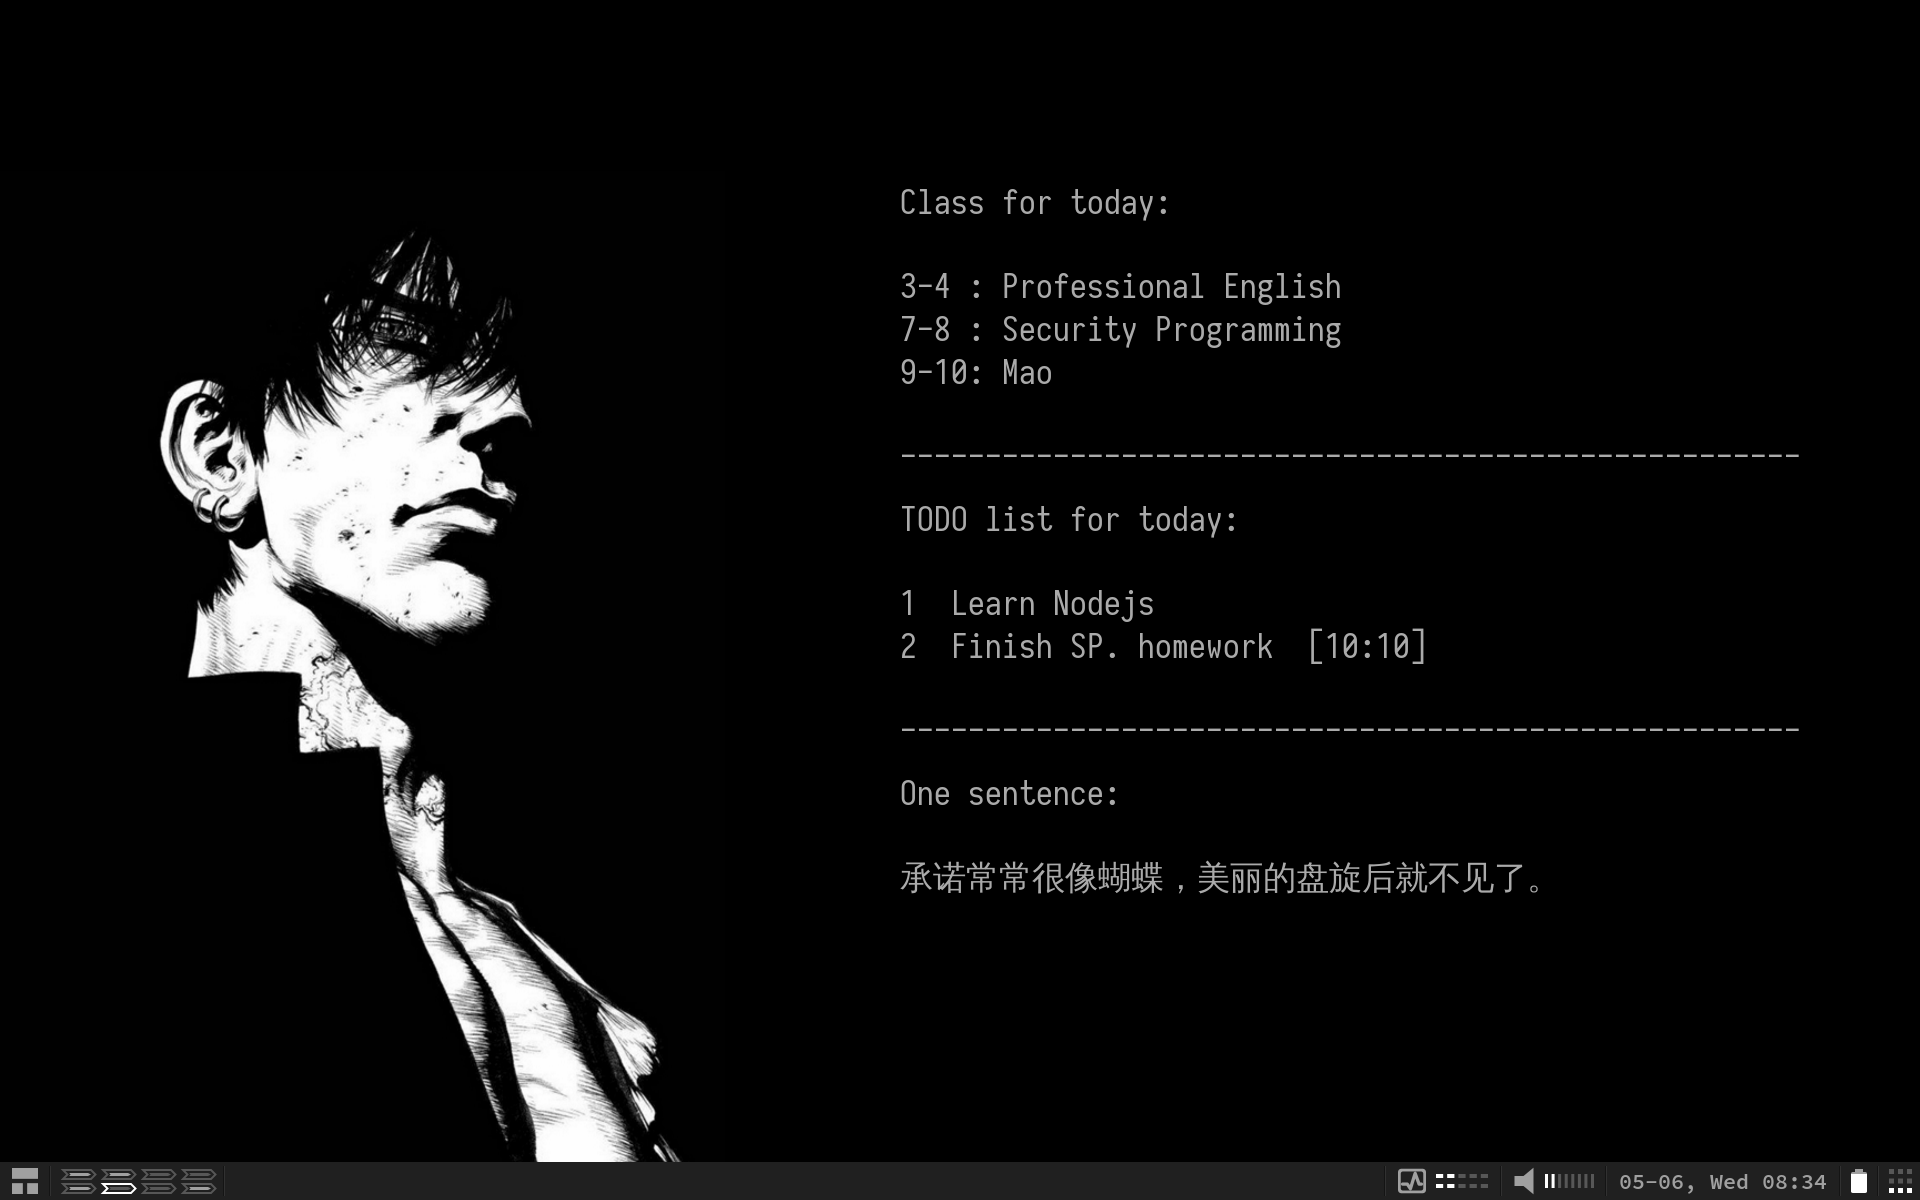 Class for today:
3-4 : Professional English
7-8 : Security Programming
9-10: Mao
-----------------------------------------------------
TODO list for today:
1  Learn Nodejs
2  Finish SP. homework  [10:10]
-----------------------------------------------------
One sentence:
承诺常常很像蝴蝶，美丽的盘旋后就不见了。
05-06, Wed 08:34